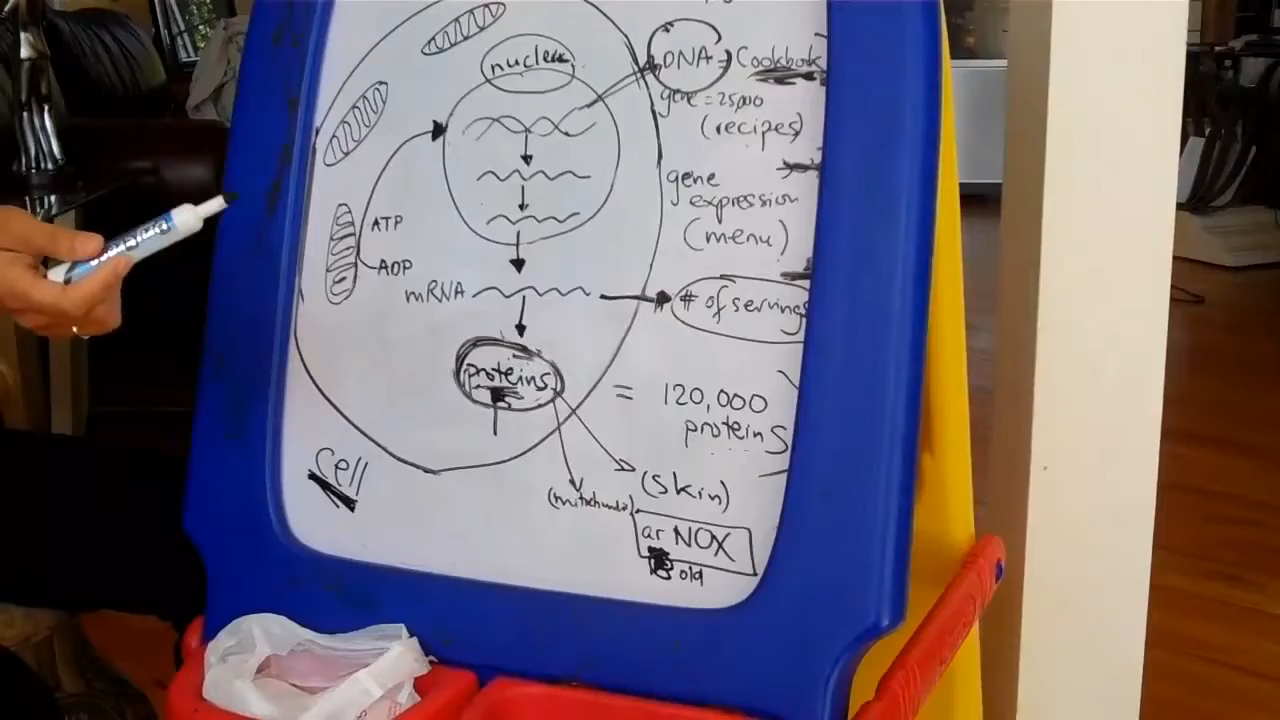 nuclear
DNA = Cookbook
gene = 25,000
(recipes)
gene
expression
(menu)
ATP
ADP
mRNA
# of servings
proteins
= 120,000
proteins
cell
(skin)
ar NOX
old